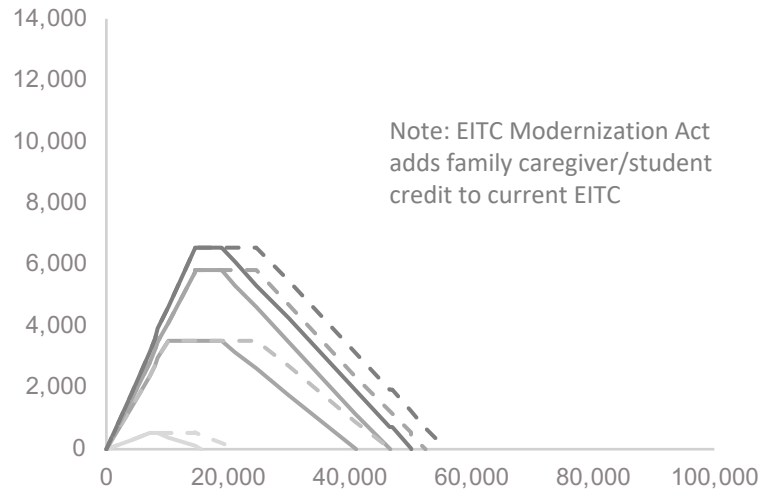 14,000
12,000
10,000
8,000
6,000
4,000
2,000
0
Note: EITC Modernization Act
adds family caregiver/student
credit to current EITC
0 20,000 40,000 60,000 80,000 100,000